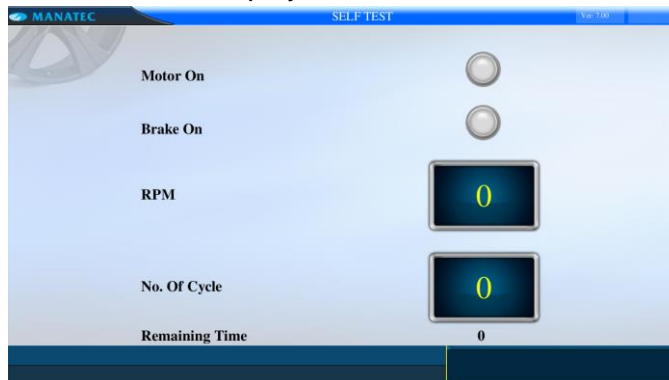 MANATEC SELF TEST Ver: 7.00
Motor On
Brake On
RPM 0
No. Of Cycle 0
Remaining Time 0